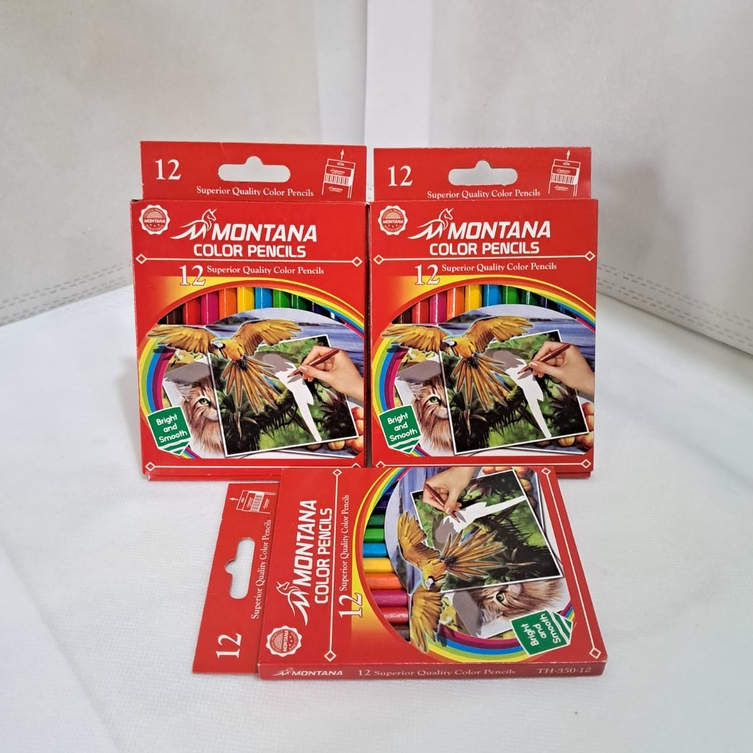 12
Superior Quality Color Pencils
MONTANA
MONTANA
COLOR PENCILS
12 Superior Quality Color Pencils
Bright
and
Smooth
12
Superior Quality Color Pencils
MONTANA
MONTANA
COLOR PENCILS
12 Superior Quality Color Pencils
Bright
and
Smooth
12
Superior Quality Color Pencils
MONTANA
MONTANA
COLOR PENCILS
12 Superior Quality Color Pencils
Bright
and
Smooth
MONTANA 12 Superior Quality Color Pencils TH-350-12